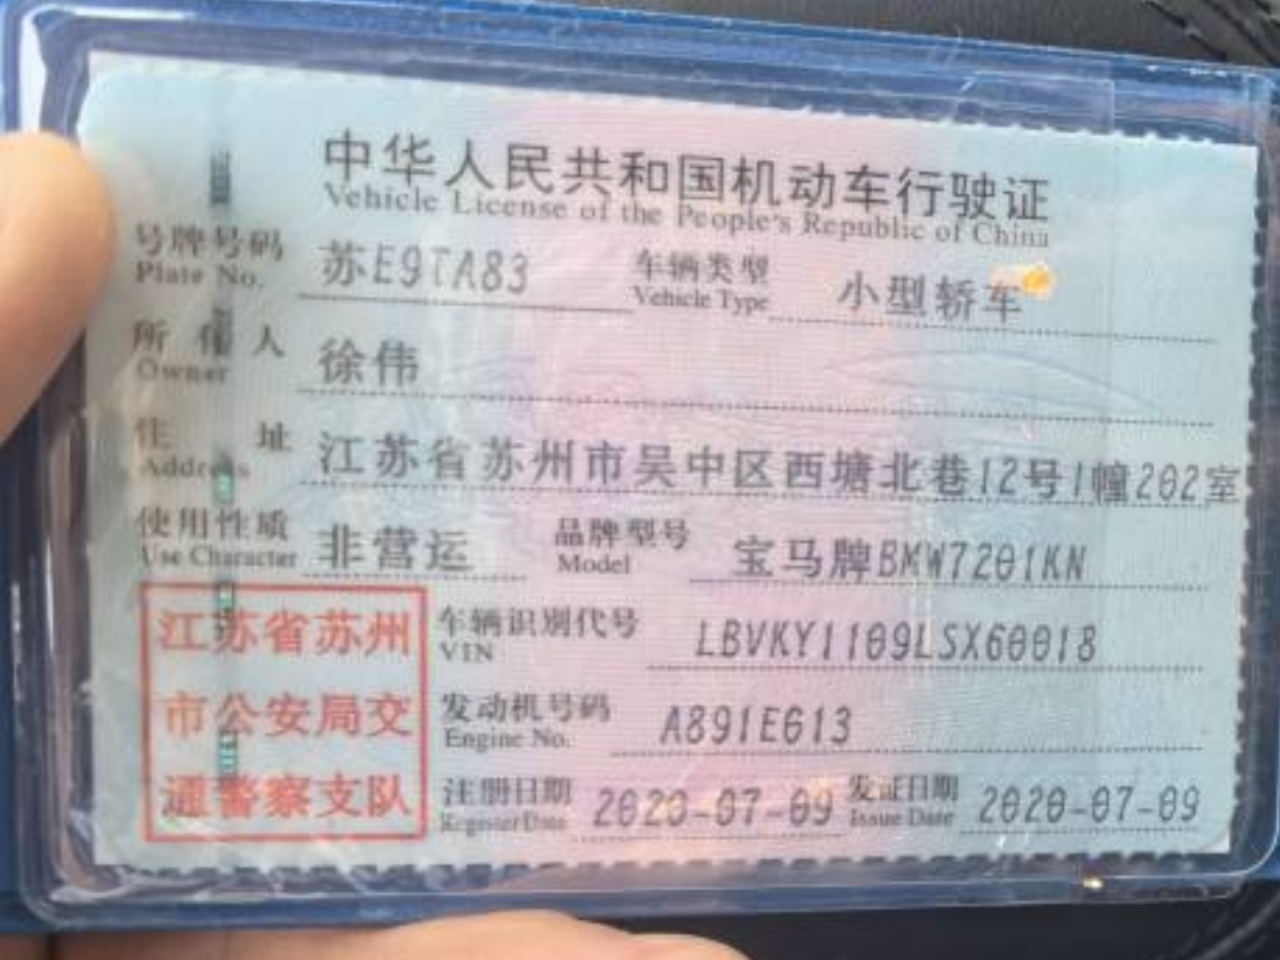 中华人民共和国机动车行驶证
Vehicle License of the People's Republic of China
号牌号码 苏E9TA83 车辆类型 小型轿车
Plate No. Vehicle Type
所有人 徐伟
Owner
住址 江苏省苏州市吴中区西塘北巷12号1幢202室
Address
使用性质 非营运 品牌型号 宝马牌BMW7201KN
Use Character Model
江苏省苏州
市公安局交
通警察支队
车辆识别代号 LBVKY1109LSX60018
VIN
发动机号码 A891E613
Engine No.
注册日期 2020-07-09 发证日期 2020-07-09
Register Date Issue Date